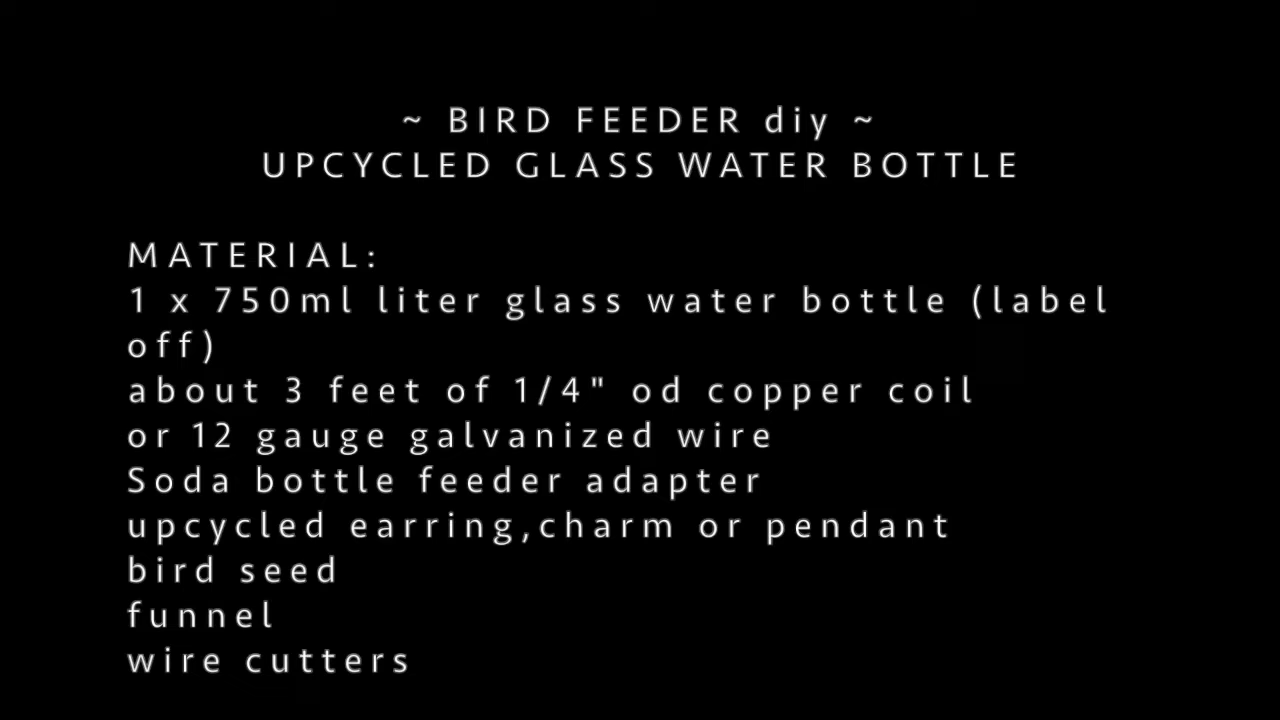 ~ BIRD FEEDER diy ~
UPCYCLED GLASS WATER BOTTLE
MATERIAL:
1 x 750ml liter glass water bottle (label
off)
about 3 feet of 1/4" od copper coil
or 12 gauge galvanized wire
Soda bottle feeder adapter
upcycled earring,charm or pendant
bird seed
funnel
wire cutters